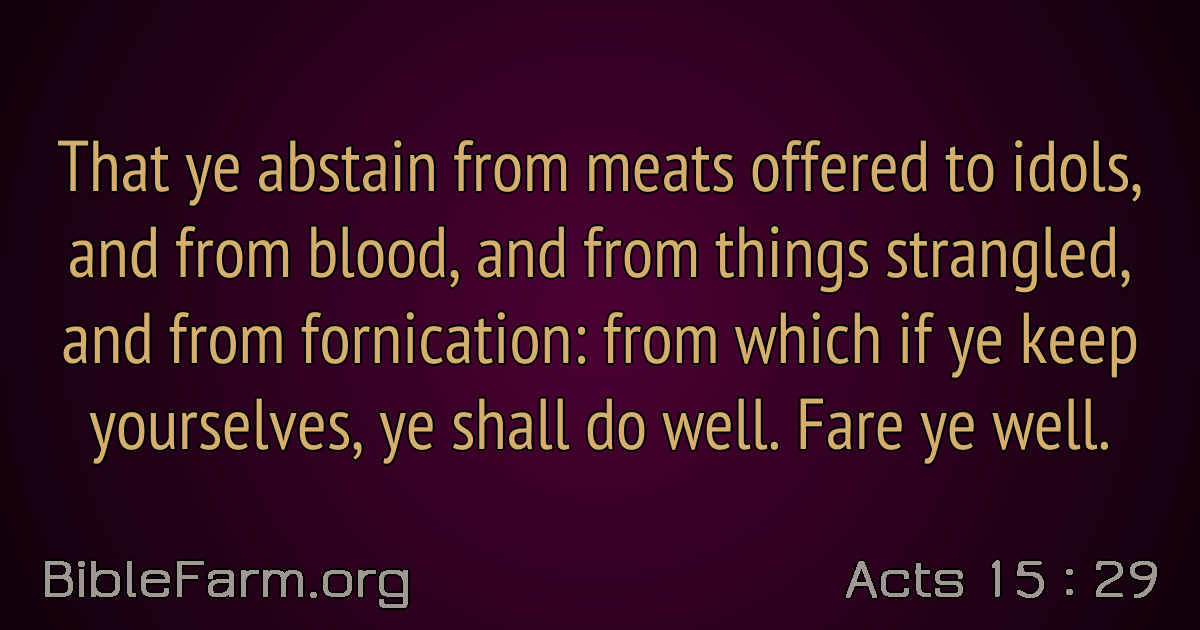 That ye abstain from meats offered to idols,
and from blood, and from things strangled,
and from fornication: from which if ye keep
yourselves, ye shall do well. Fare ye well.
BibleFarm.org
Acts 15 : 29